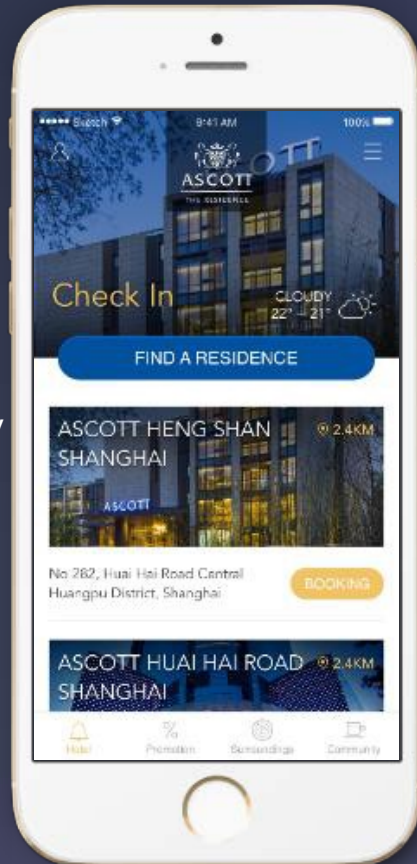 Sketch
9:41 AM
100%
ASCOTT
THE RESIDENCE
Check In
CLOUDY
22° – 21°
FIND A RESIDENCE
ASCOTT HENG SHAN
SHANGHAI
2.4KM
ASCOTT
No 282, Huai Hai Road Central
Huangpu District, Shanghai
BOOKING
ASCOTT HUAI HAI ROAD
SHANGHAI
2.4KM
Hotel
Promotion
Surroundings
Community